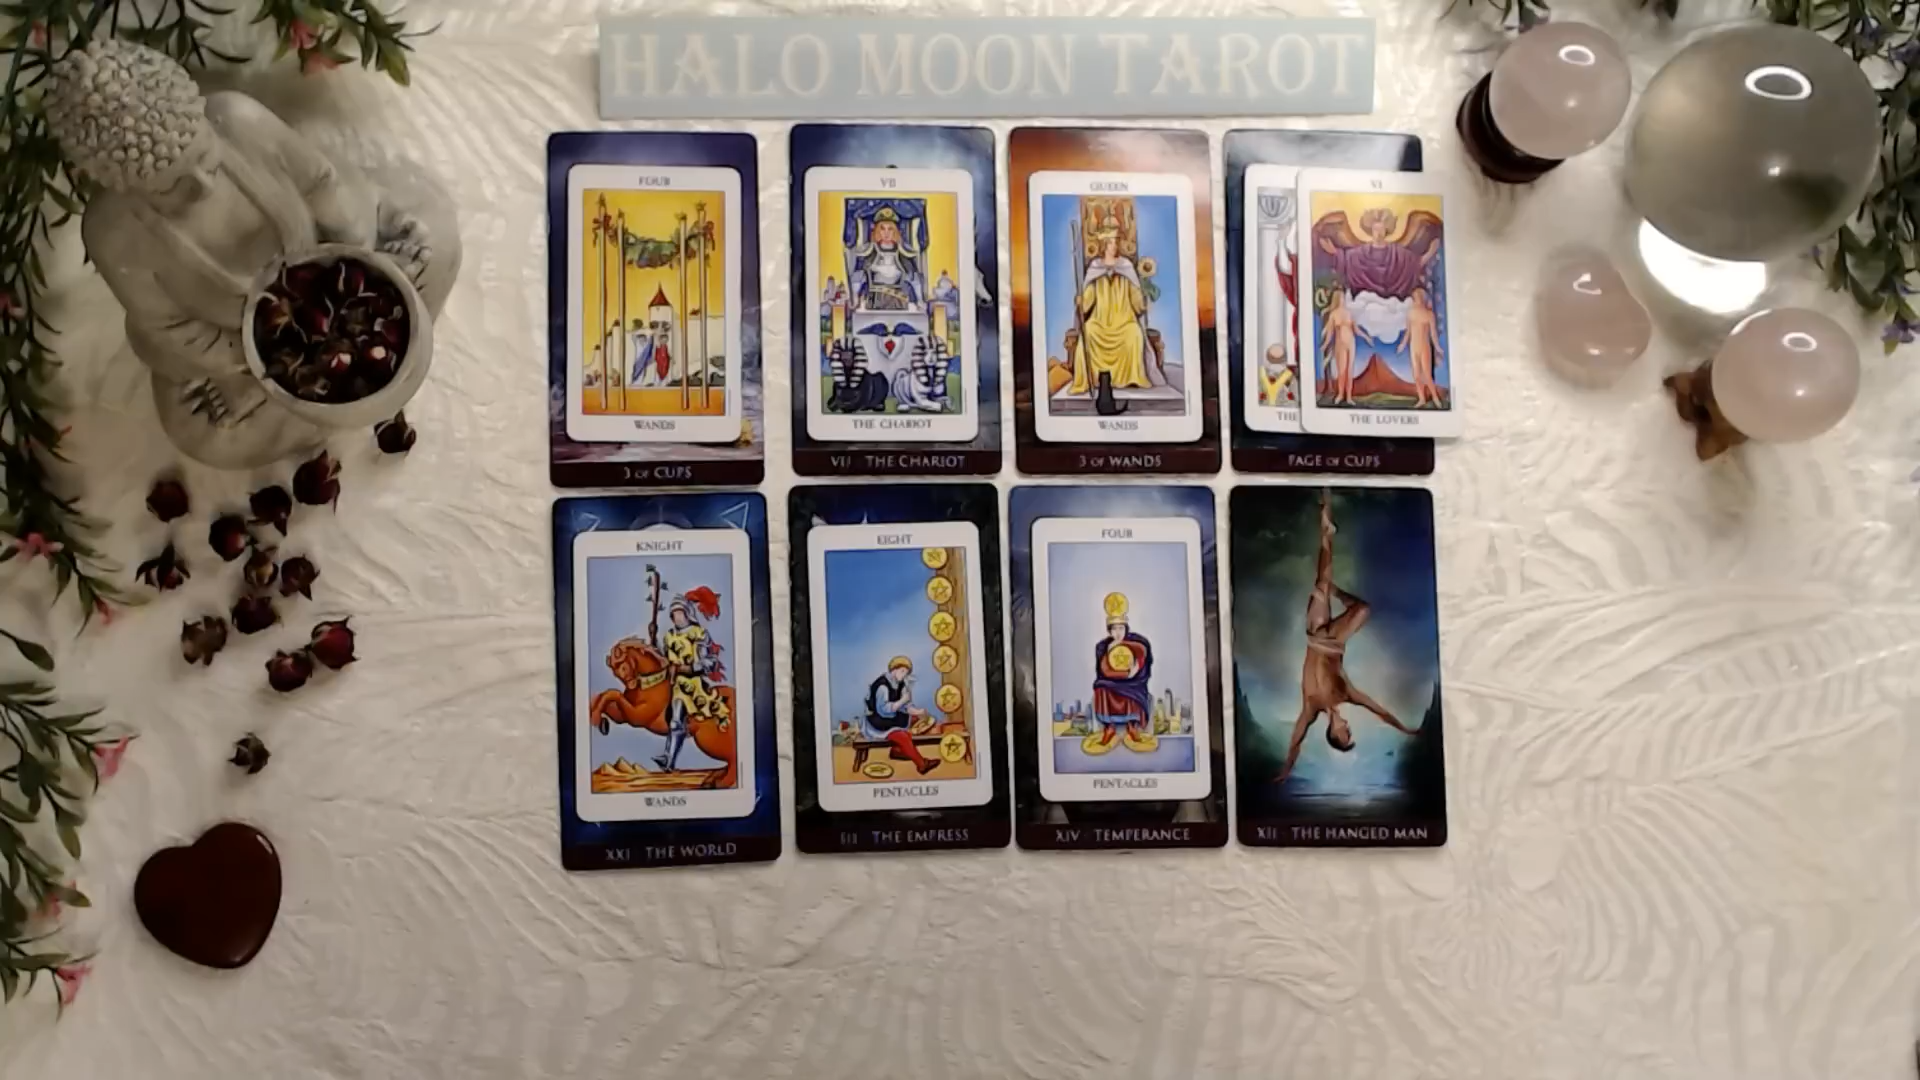 HALO MOON TAROT
FOUR
WANDS
3 OF CUPS
VII
THE CHARIOT
VII THE CHARIOT
QUEEN
WANDS
3 OF WANDS
THE
VI
THE LOVERS
PAGE OF CUPS
KNIGHT
WANDS
XXI THE WORLD
EIGHT
PENTACLES
III THE EMPRESS
FOUR
PENTACLES
XIV TEMPERANCE
XII THE HANGED MAN